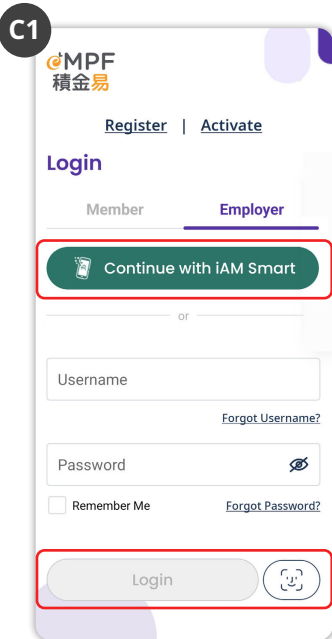 C1
eMPF
積金易
Register | Activate
Login
Member Employer
Continue with iAM Smart
or
Username
Forgot Username?
Password
Remember Me Forgot Password?
Login